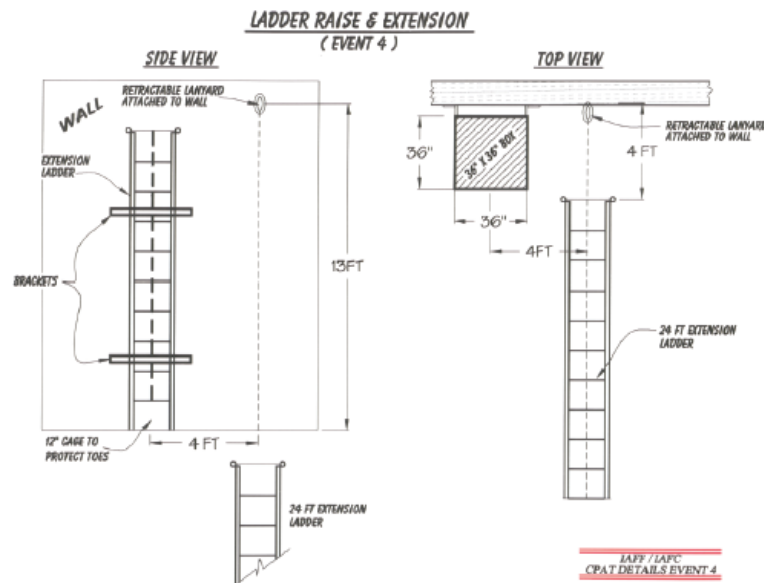 LADDER RAISE & EXTENSION
( EVENT 4 )
SIDE VIEW
WALL
RETRACTABLE LANYARD
ATTACHED TO WALL
EXTENSION
LADDER
BRACKETS
13FT
12" CAGE TO
PROTECT TOES
4 FT
24 FT EXTENSION
LADDER
TOP VIEW
36"
36" X 36" BOX
36"
RETRACTABLE LANYARD
ATTACHED TO WALL
4 FT
4FT
24 FT EXTENSION
LADDER
IAFF / IAFC
CPAT DETAILS EVENT 4